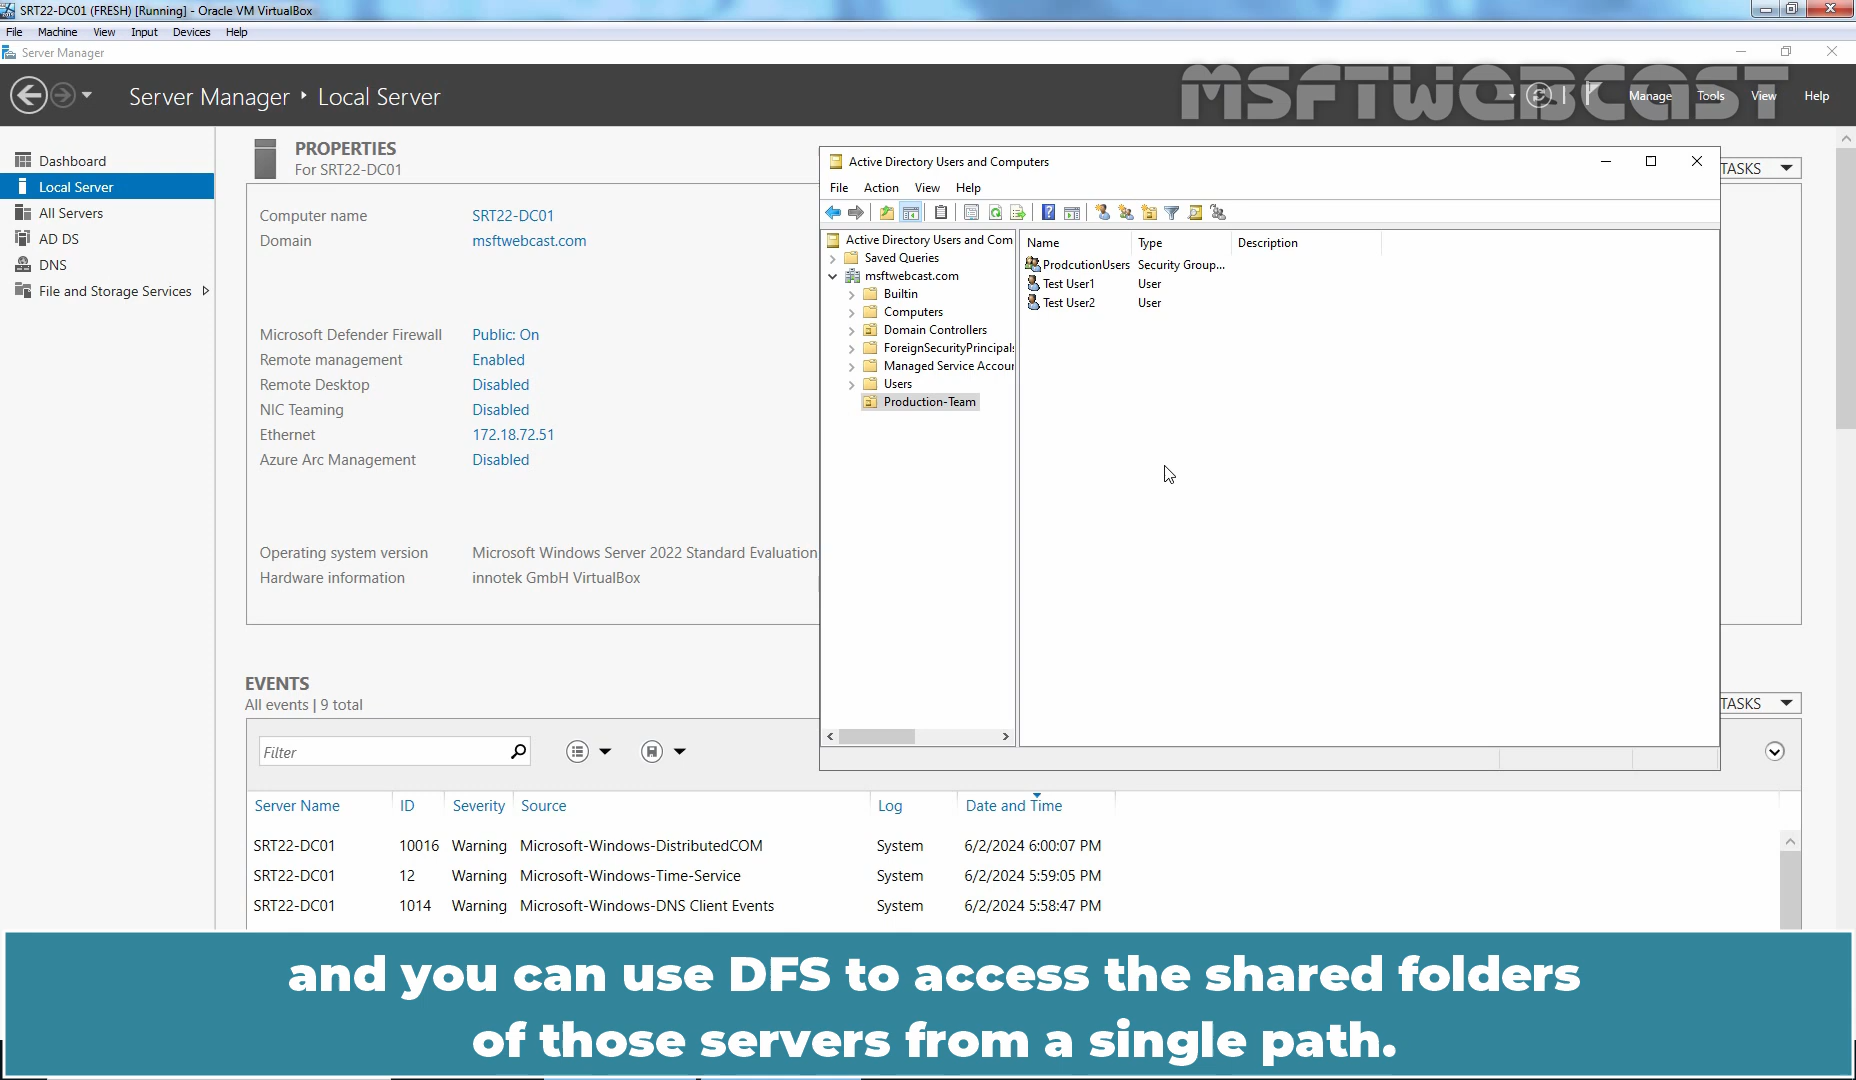 SRT22-DC01 (FRESH) [Running] - Oracle VM VirtualBox
File Machine View Input Devices Help
Server Manager
Server Manager ‣ Local Server
MSFTWEBCAST
Manage Tools View Help
Dashboard
Local Server
All Servers
AD DS
DNS
File and Storage Services
PROPERTIES
For SRT22-DC01
TASKS
Computer name SRT22-DC01
Domain msftwebcast.com
Microsoft Defender Firewall Public: On
Remote management Enabled
Remote Desktop Disabled
NIC Teaming Disabled
Ethernet 172.18.72.51
Azure Arc Management Disabled
Operating system version Microsoft Windows Server 2022 Standard Evaluation
Hardware information innotek GmbH VirtualBox
Active Directory Users and Computers
File Action View Help
Active Directory Users and Com
Saved Queries
msftwebcast.com
Builtin
Computers
Domain Controllers
ForeignSecurityPrincipals
Managed Service Accour
Users
Production-Team
Name Type Description
ProdcutionUsers Security Group...
Test User1 User
Test User2 User
EVENTS
All events | 9 total
TASKS
Filter
Server Name ID Severity Source Log Date and Time
SRT22-DC01 10016 Warning Microsoft-Windows-DistributedCOM System 6/2/2024 6:00:07 PM
SRT22-DC01 12 Warning Microsoft-Windows-Time-Service System 6/2/2024 5:59:05 PM
SRT22-DC01 1014 Warning Microsoft-Windows-DNS Client Events System 6/2/2024 5:58:47 PM
and you can use DFS to access the shared folders
of those servers from a single path.